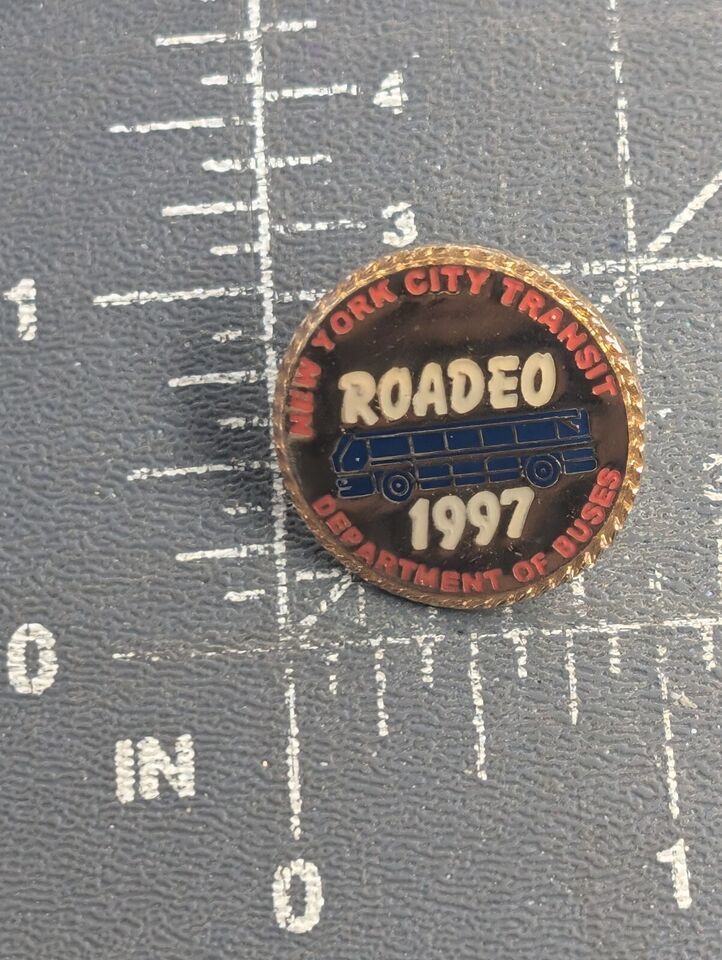 4
3
1
NEW YORK CITY TRANSIT
ROADEO
1997
DEPARTMENT OF BUSES
0
IN
0
1